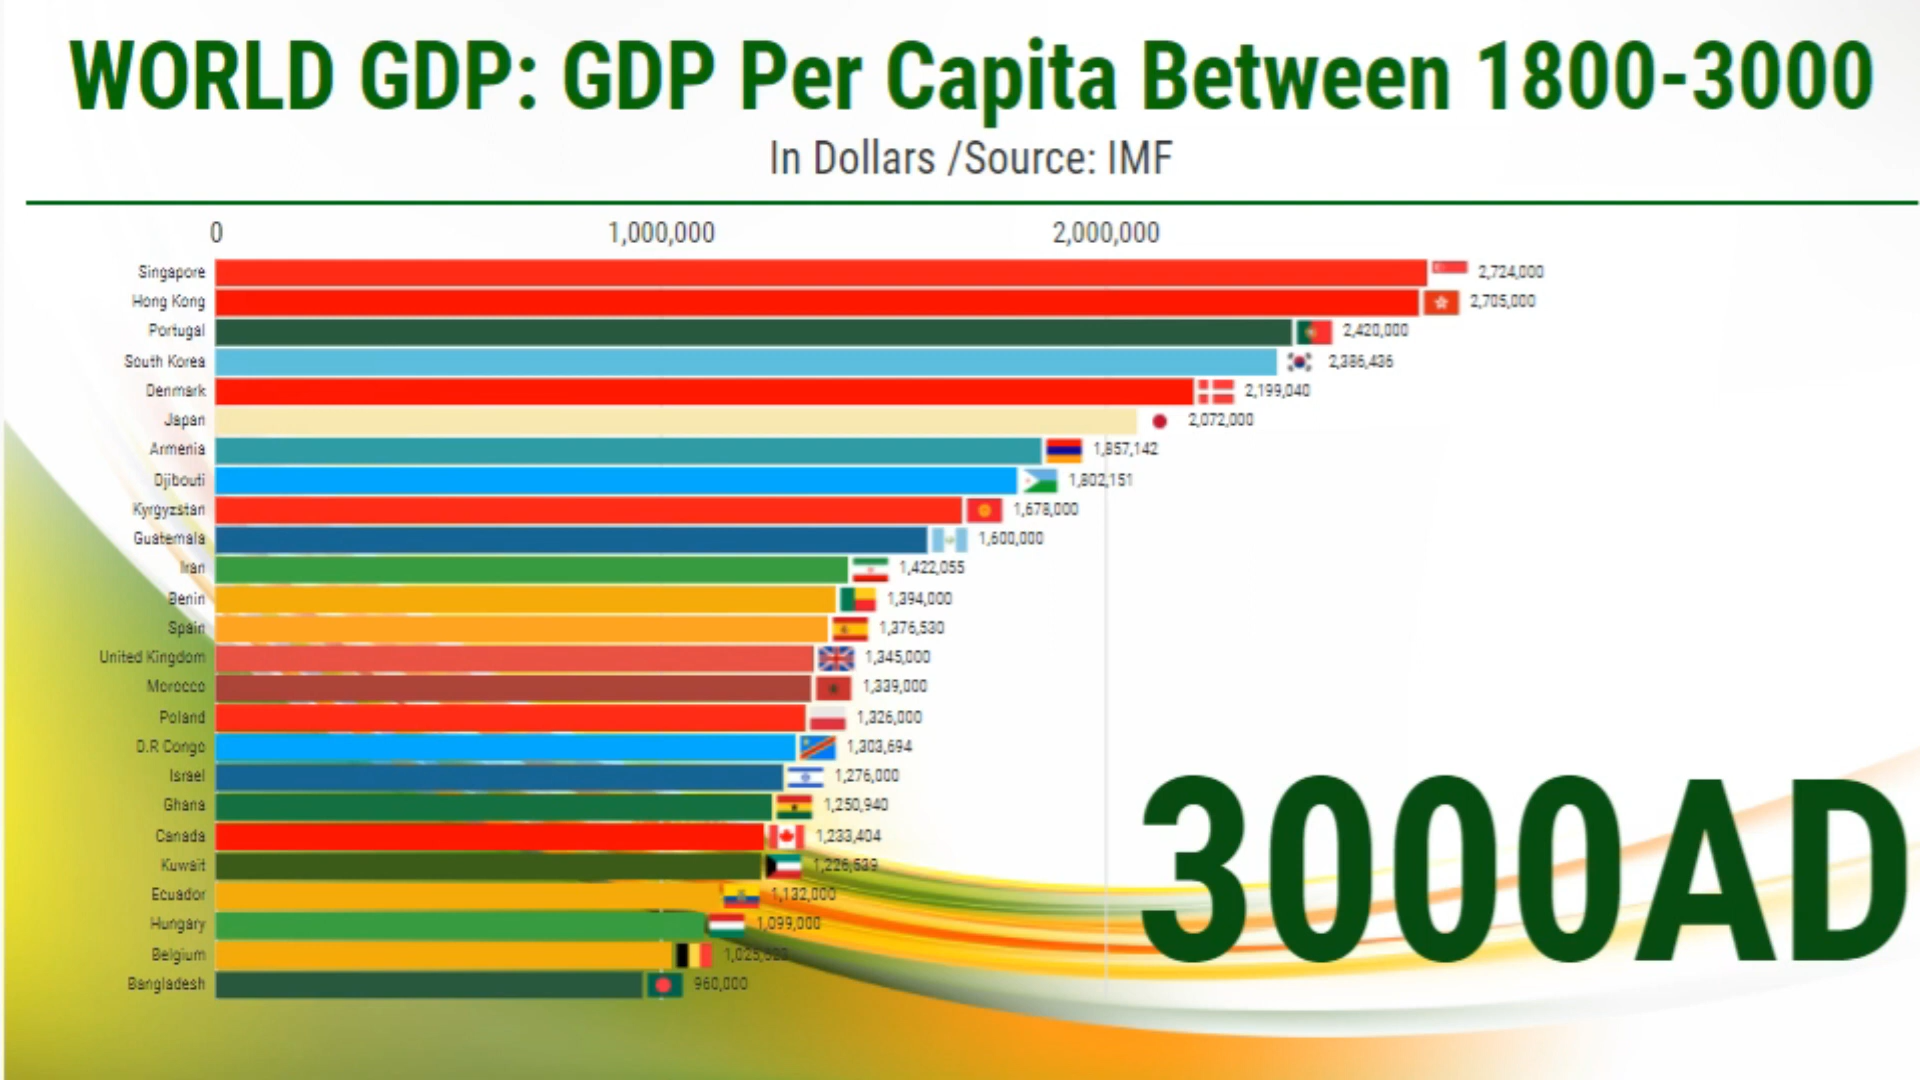 WORLD GDP: GDP Per Capita Between 1800-3000
In Dollars /Source: IMF
0 1,000,000 2,000,000
Singapore 2,724,000
Hong Kong 2,705,000
Portugal 2,420,000
South Korea 2,386,436
Denmark 2,199,040
Japan 2,072,000
Armenia 1,857,142
Djibouti 1,802,151
Kyrgyzstan 1,678,000
Guatemala 1,600,000
Iran 1,422,055
Benin 1,394,000
Spain 1,376,530
United Kingdom 1,345,000
Morocco 1,339,000
Poland 1,326,000
D.R Congo 1,303,694
Israel 1,276,000
Ghana 1,250,940
Canada 1,233,404
Kuwait 1,226,639
Ecuador 1,132,000
Hungary 1,099,000
Belgium
Bangladesh 960,000
3000AD